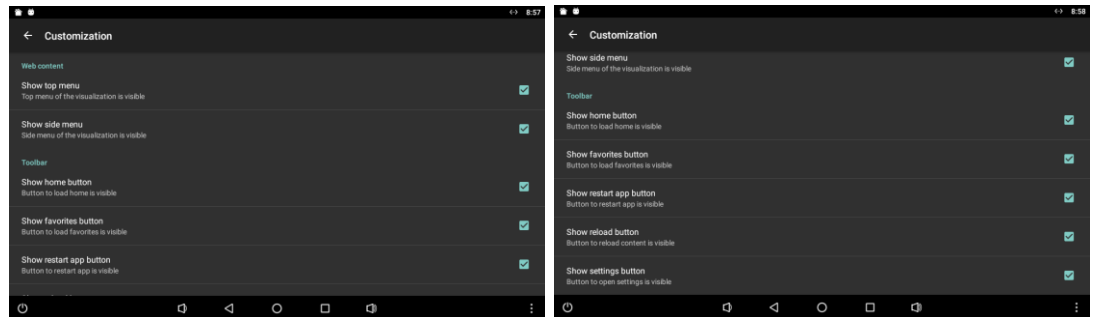 8:57
Customization
Web content
Show top menu
Top menu of the visualization is visible
Show side menu
Side menu of the visualization is visible
Toolbar
Show home button
Button to load home is visible
Show favorites button
Button to load favorites is visible
Show restart app button
Button to restart app is visible
8:58
Customization
Show side menu
Side menu of the visualization is visible
Toolbar
Show home button
Button to load home is visible
Show favorites button
Button to load favorites is visible
Show restart app button
Button to restart app is visible
Show reload button
Button to reload content is visible
Show settings button
Button to open settings is visible